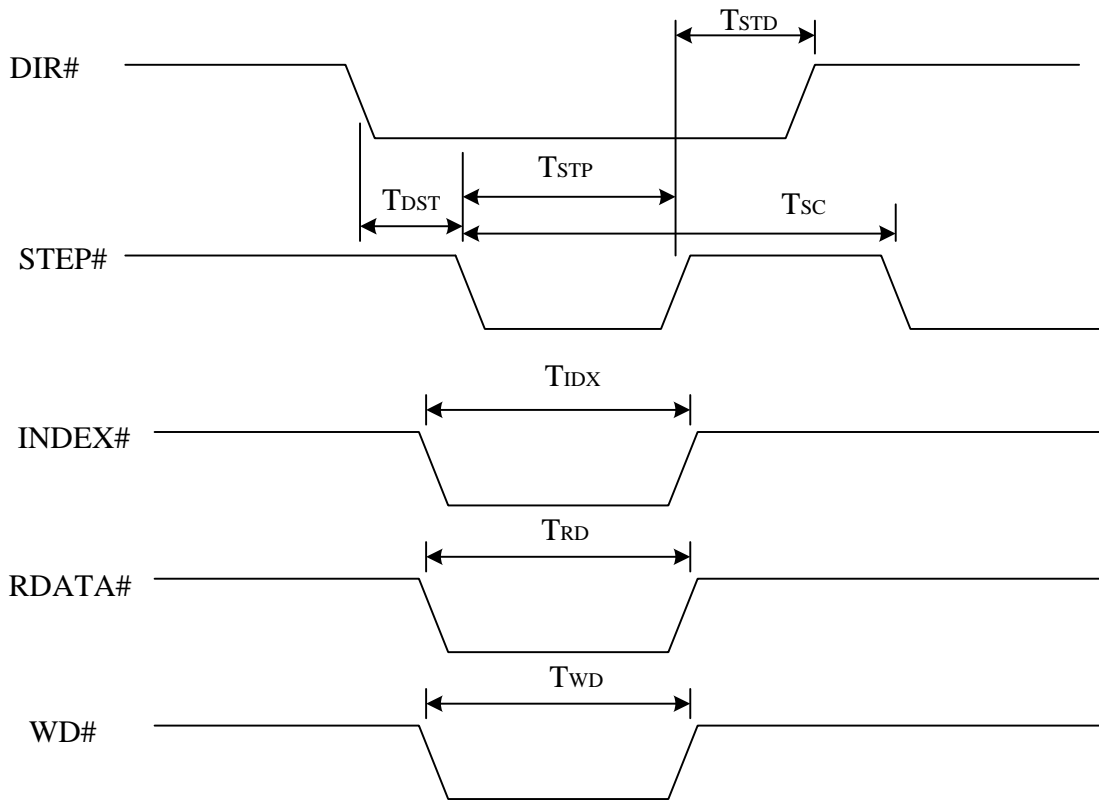 TSTD
DIR#
TSTP
TDST
TSC
STEP#
TIDX
INDEX#
TRD
RDATA#
TWD
WD#